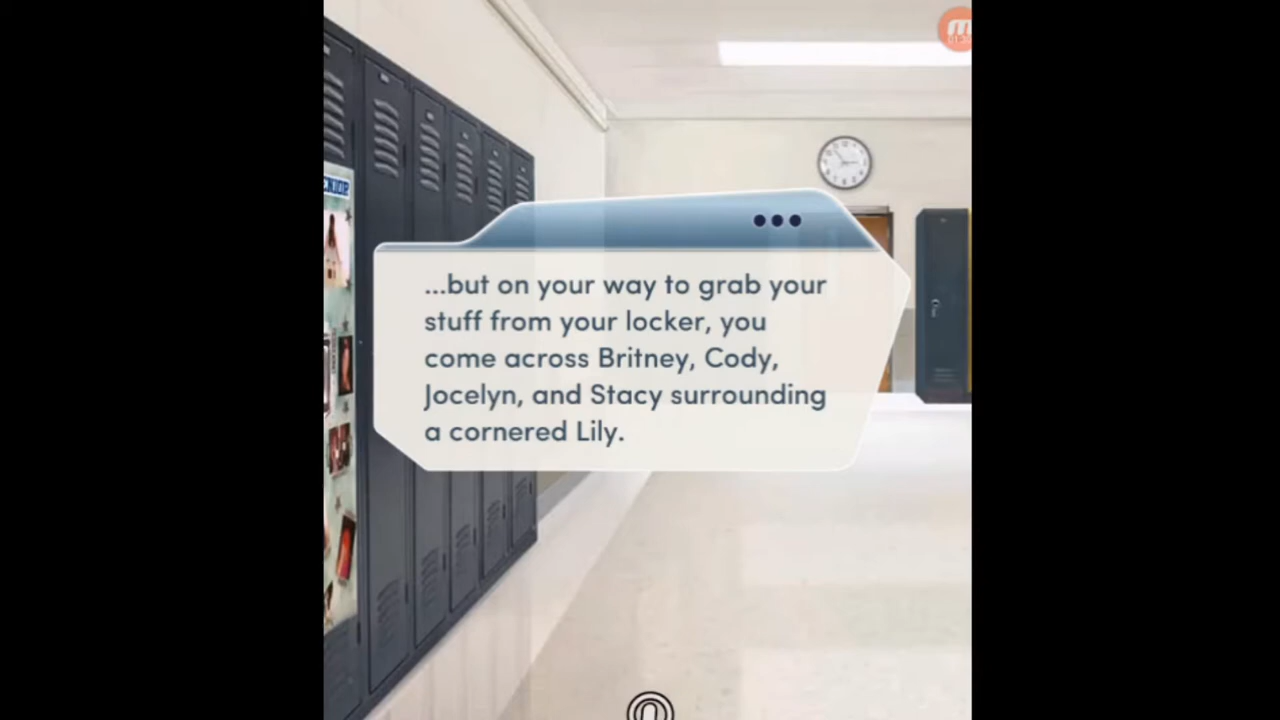 ...but on your way to grab your
stuff from your locker, you
come across Britney, Cody,
Jocelyn, and Stacy surrounding
a cornered Lily.